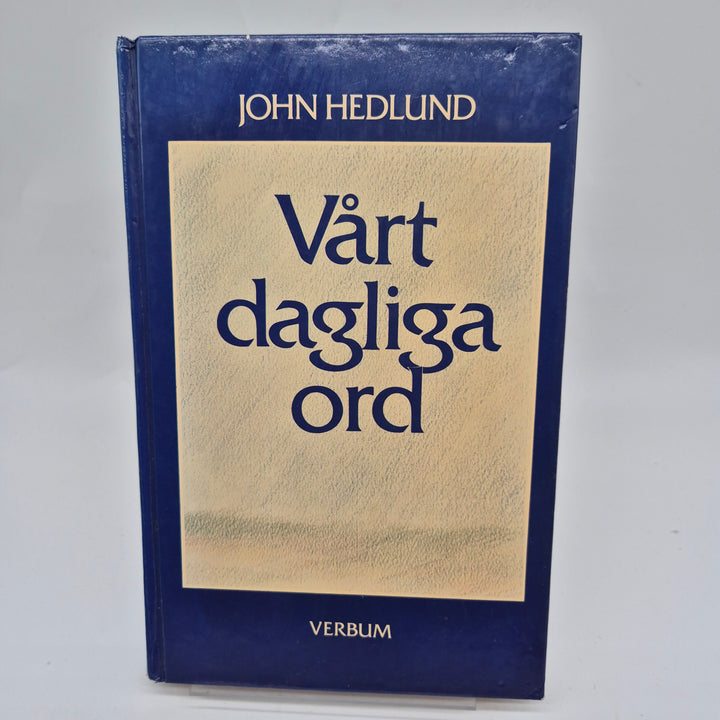 JOHN HEDLUND
Vårt
dagliga
ord
VERBUM